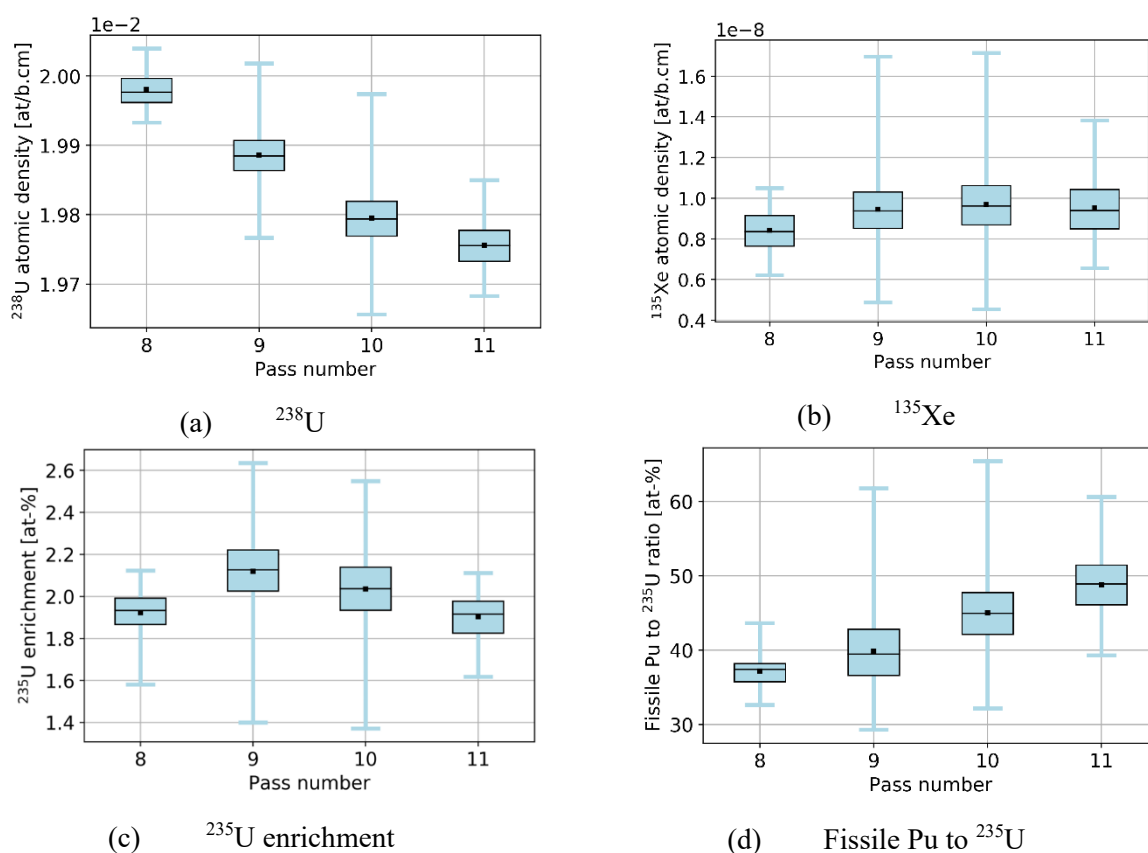 1e−2
2.00
1.99
1.98
1.97
²³⁸U atomic density [at/b.cm]
8 9 10 11
Pass number
(a) ²³⁸U
1e−8
1.6
1.4
1.2
1.0
0.8
0.6
0.4
¹³⁵Xe atomic density [at/b.cm]
8 9 10 11
Pass number
(b) ¹³⁵Xe
2.6
2.4
2.2
2.0
1.8
1.6
1.4
²³⁵U enrichment [at-%]
8 9 10 11
Pass number
(c) ²³⁵U enrichment
60
50
40
30
Fissile Pu to ²³⁵U ratio [at-%]
8 9 10 11
Pass number
(d) Fissile Pu to ²³⁵U